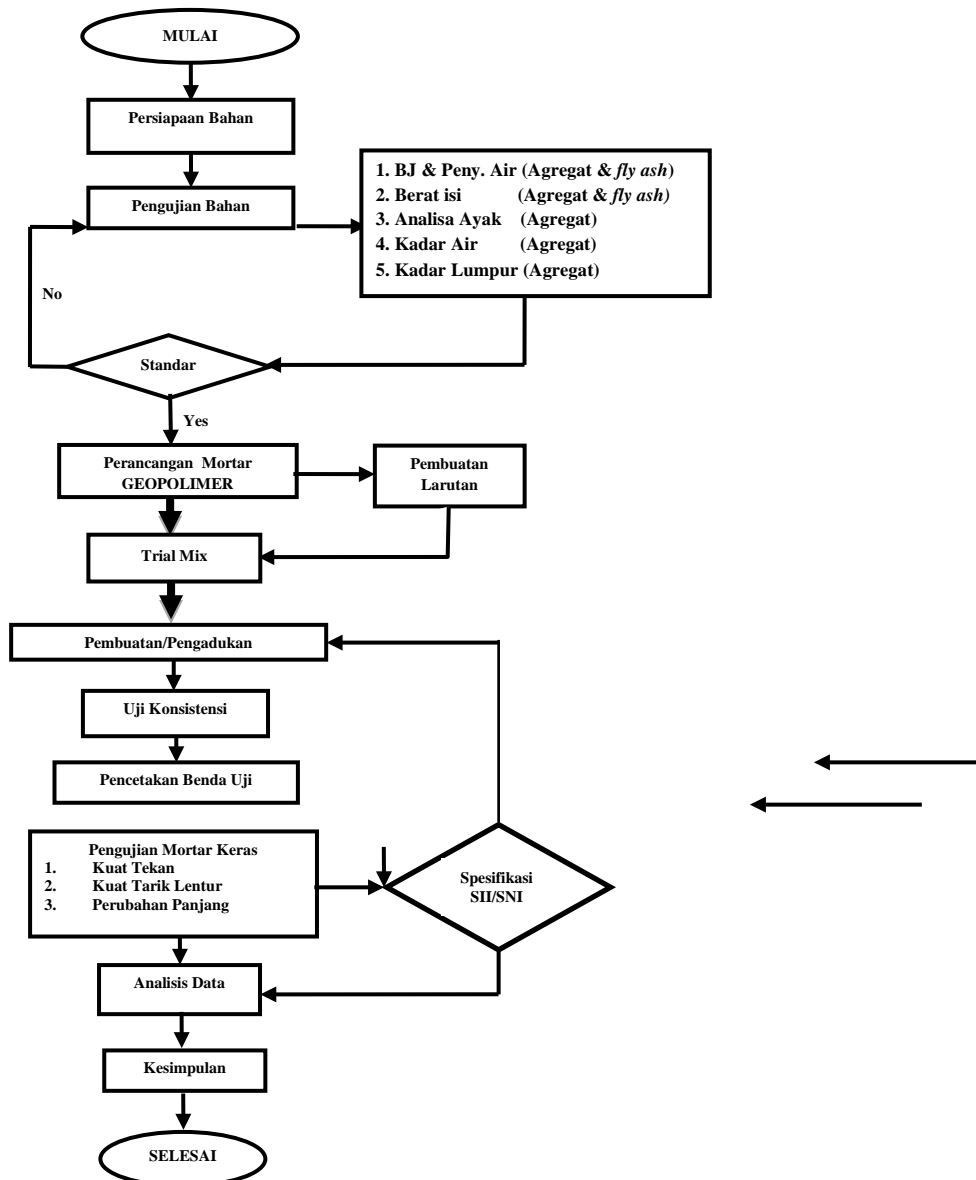 MULAI
Persiapaan Bahan
Pengujian Bahan
1. BJ & Peny. Air (Agregat & fly ash)
2. Berat isi (Agregat & fly ash)
3. Analisa Ayak (Agregat)
4. Kadar Air (Agregat)
5. Kadar Lumpur (Agregat)
No
Standar
Yes
Perancangan Mortar
GEOPOLIMER
Pembuatan
Larutan
Trial Mix
Pembuatan/Pengadukan
Uji Konsistensi
Pencetakan Benda Uji
Pengujian Mortar Keras
1. Kuat Tekan
2. Kuat Tarik Lentur
3. Perubahan Panjang
Spesifikasi
SII/SNI
Analisis Data
Kesimpulan
SELESAI